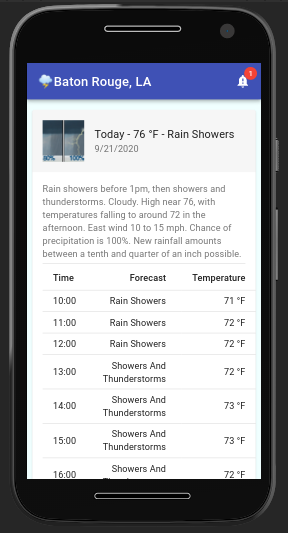 Baton Rouge, LA
1
80% 100%
Today - 76 °F - Rain Showers
9/21/2020
Rain showers before 1pm, then showers and
thunderstorms. Cloudy. High near 76, with
temperatures falling to around 72 in the
afternoon. East wind 10 to 15 mph. Chance of
precipitation is 100%. New rainfall amounts
between a tenth and quarter of an inch possible.
Time Forecast Temperature
10:00 Rain Showers 71 °F
11:00 Rain Showers 72 °F
12:00 Rain Showers 72 °F
13:00 Showers And Thunderstorms 72 °F
14:00 Showers And Thunderstorms 73 °F
15:00 Showers And Thunderstorms 73 °F
16:00 Showers And 72 °F